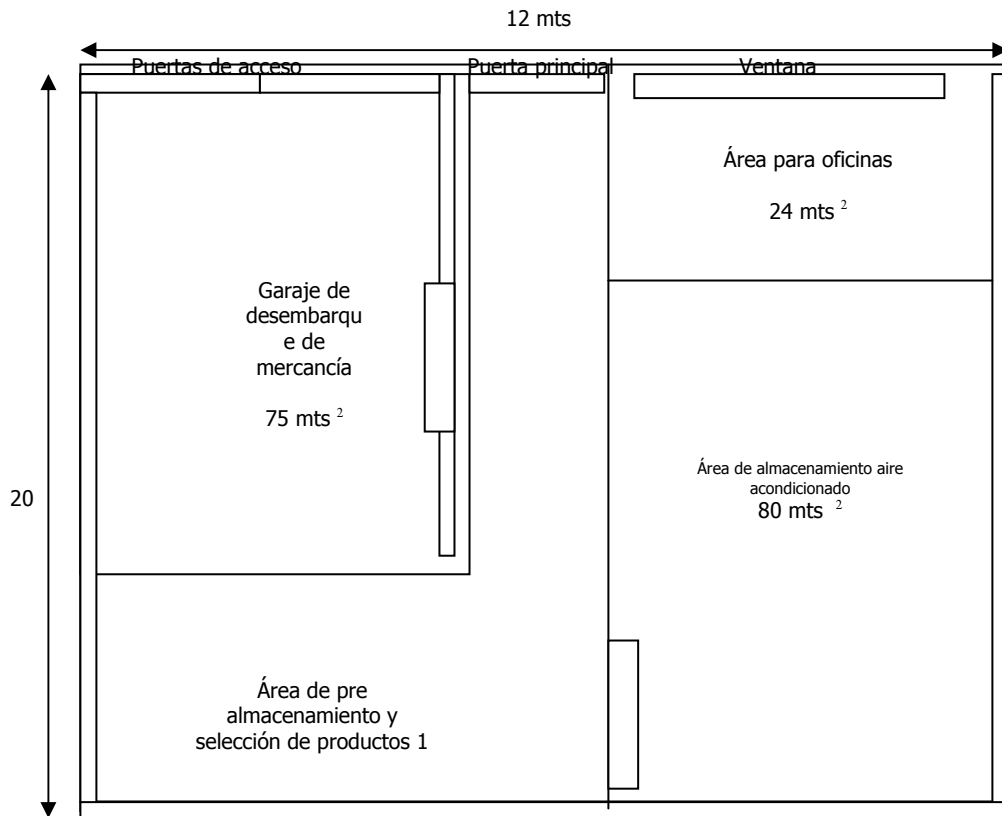 12 mts
Puertas de acceso
Puerta principal
Ventana
Área para oficinas
24 mts 2
Garaje de
desembarqu
e de
mercancía
75 mts 2
Área de almacenamiento aire
acondicionado
80 mts 2
20
Área de pre
almacenamiento y
selección de productos 1